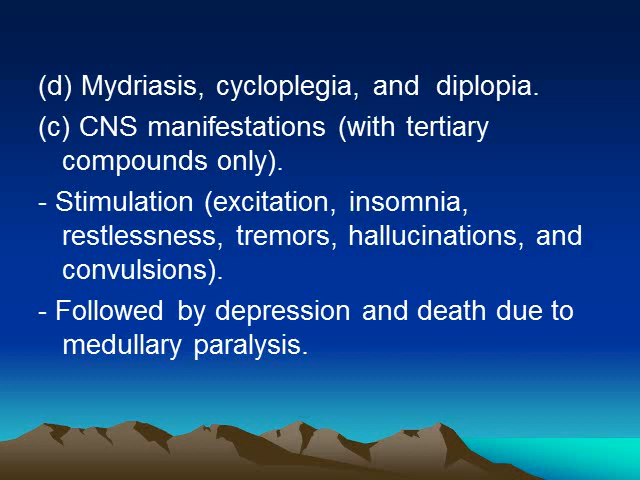 (d) Mydriasis, cycloplegia, and diplopia.
(c) CNS manifestations (with tertiary
compounds only).
- Stimulation (excitation, insomnia,
restlessness, tremors, hallucinations, and
convulsions).
- Followed by depression and death due to
medullary paralysis.